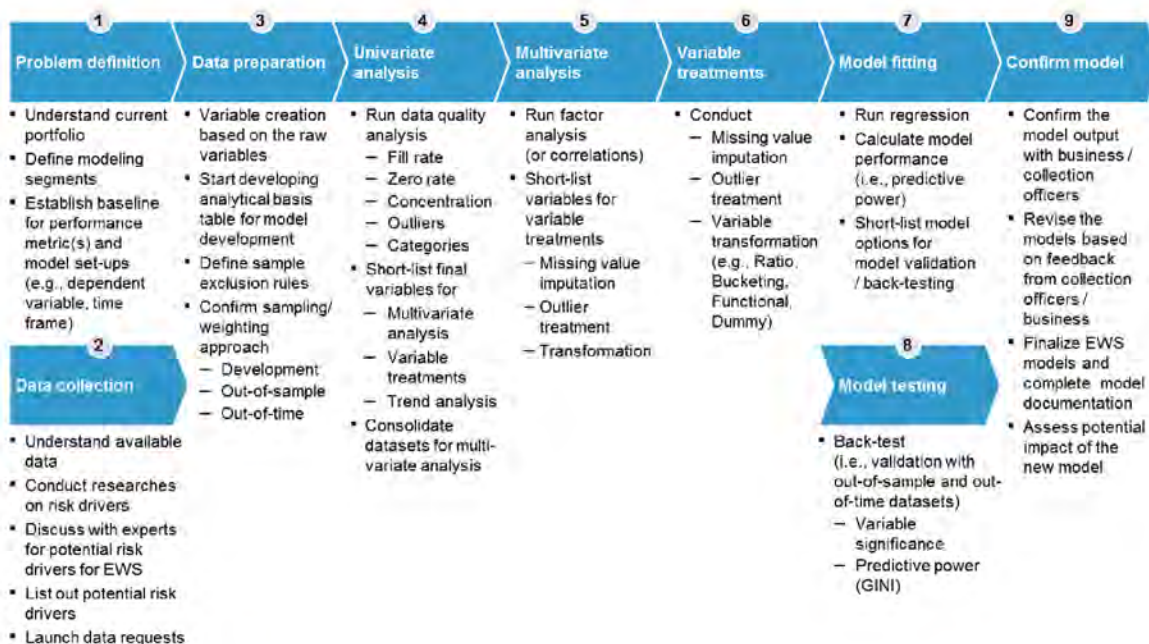 1
Problem definition
▪ Understand current
portfolio
▪ Define modeling
segments
▪ Establish baseline
for performance
metric(s) and
model set-ups
(e.g., dependent
variable, time
frame)
2
Data collection
▪ Understand available
data
▪ Conduct researches
on risk drivers
▪ Discuss with experts
for potential risk
drivers for EWS
▪ List out potential risk
drivers
▪ Launch data requests
3
Data preparation
▪ Variable creation
based on the raw
variables
▪ Start developing
analytical basis
table for model
development
▪ Define sample
exclusion rules
▪ Confirm sampling/
weighting
approach
– Development
– Out-of-sample
– Out-of-time
4
Univariate
analysis
▪ Run data quality
analysis
– Fill rate
– Zero rate
– Concentration
– Outliers
– Categories
▪ Short-list final
variables for
– Multivariate
analysis
– Variable
treatments
– Trend analysis
▪ Consolidate
datasets for multi-
variate analysis
5
Multivariate
analysis
▪ Run factor
analysis
(or correlations)
▪ Short-list
variables for
variable
treatments
– Missing value
imputation
– Outlier
treatment
– Transformation
6
Variable
treatments
▪ Conduct
– Missing value
imputation
– Outlier
treatment
– Variable
transformation
(e.g., Ratio,
Bucketing,
Functional,
Dummy)
7
Model fitting
▪ Run regression
▪ Calculate model
performance
(i.e., predictive
power)
▪ Short-list model
options for
model validation
/ back-testing
8
Model testing
▪ Back-test
(i.e., validation with
out-of-sample and out-
of-time datasets)
– Variable
significance
– Predictive power
(GINI)
9
Confirm model
▪ Confirm the
model output
with business /
collection
officers
▪ Revise the
models based
on feedback
from collection
officers /
business
▪ Finalize EWS
models and
complete model
documentation
▪ Assess potential
impact of the
new model